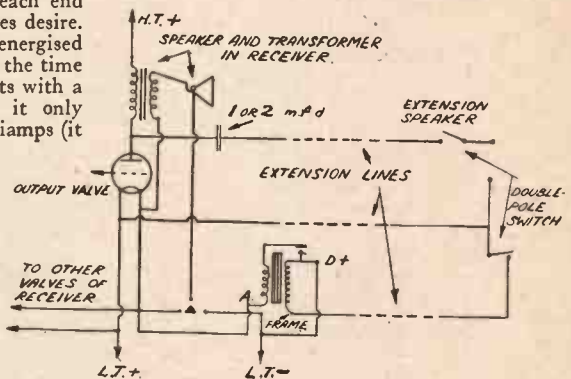 each end
es desire.
energised
the time
ts with a
it only
iamps (it
H.T.+
SPEAKER AND TRANSFORMER
IN RECEIVER.
1 OR 2 mfd
EXTENSION
SPEAKER
OUTPUT VALVE
EXTENSION LINES
DOUBLE-
POLE
SWITCH
TO OTHER
VALVES OF
RECEIVER
A
D+
FRAME
L.T.+
L.T.-